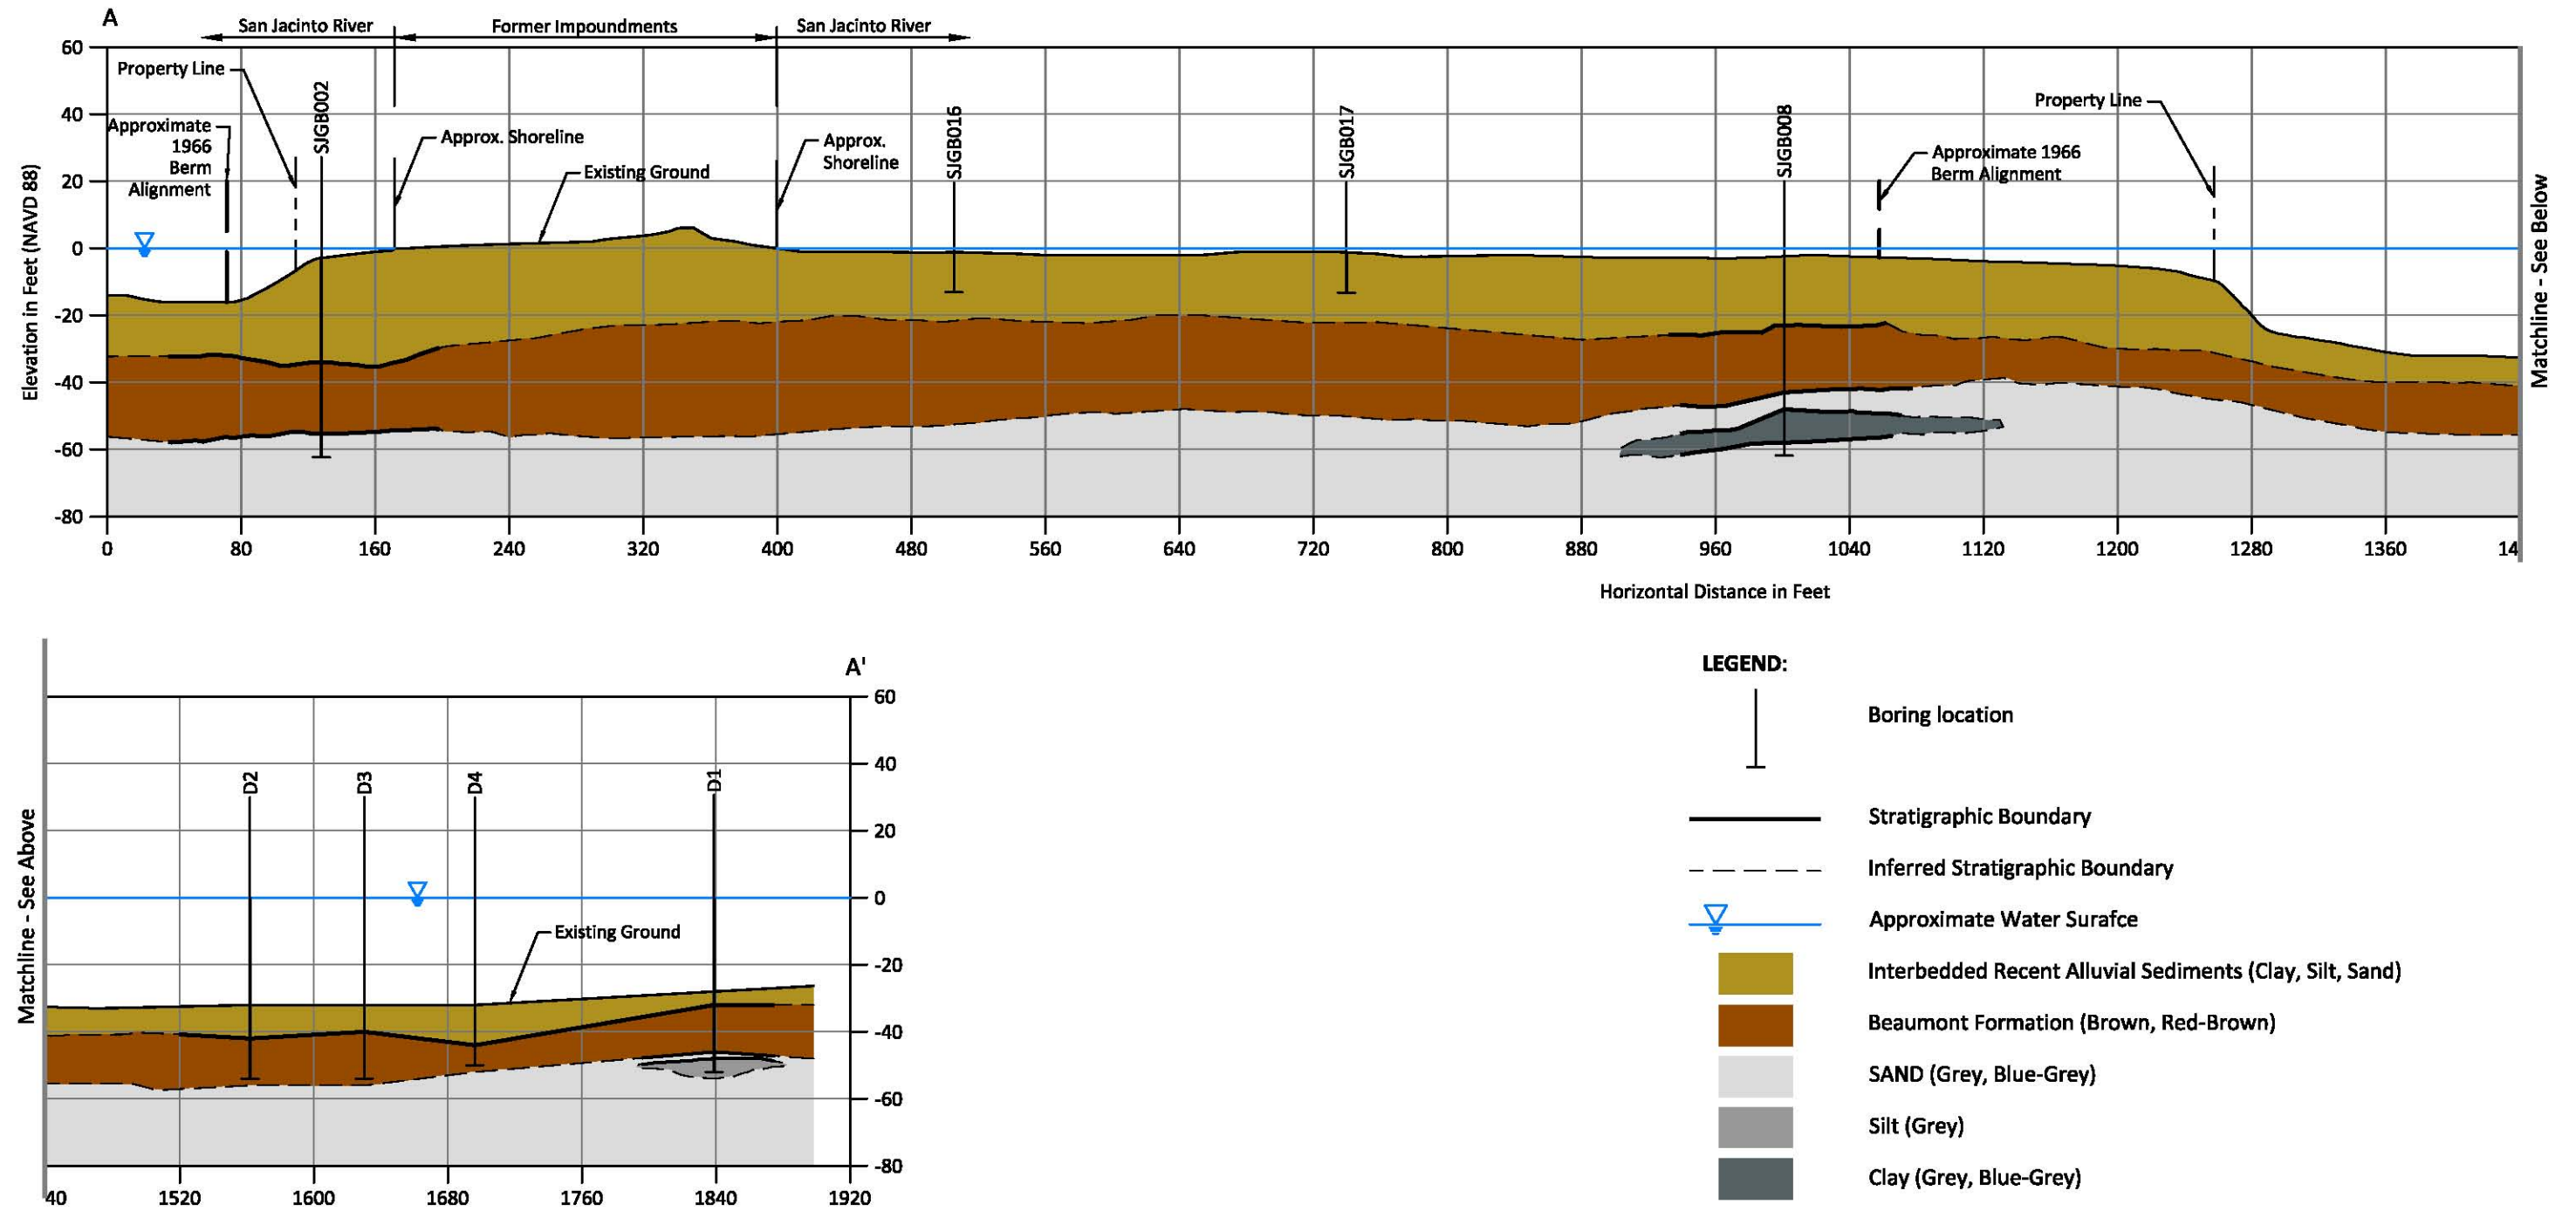 A
San Jacinto River
Former Impoundments
San Jacinto River
60
40
20
0
-20
-40
-60
-80
Elevation in Feet (NAVD 88)
Property Line
Approximate
1966
Berm
Alignment
SJGB002
Approx. Shoreline
Existing Ground
Approx.
Shoreline
SJGB016
SJGB017
SJGB008
Approximate 1966
Berm Alignment
Property Line
Matchline - See Below
0
80
160
240
320
400
480
560
640
720
800
880
960
1040
1120
1200
1280
1360
14
Horizontal Distance in Feet
A'
Matchline - See Above
D2
D3
D4
D1
Existing Ground
60
40
20
0
-20
-40
-60
-80
40
1520
1600
1680
1760
1840
1920
LEGEND:
Boring location
Stratigraphic Boundary
Inferred Stratigraphic Boundary
Approximate Water Surafce
Interbedded Recent Alluvial Sediments (Clay, Silt, Sand)
Beaumont Formation (Brown, Red-Brown)
SAND (Grey, Blue-Grey)
Silt (Grey)
Clay (Grey, Blue-Grey)